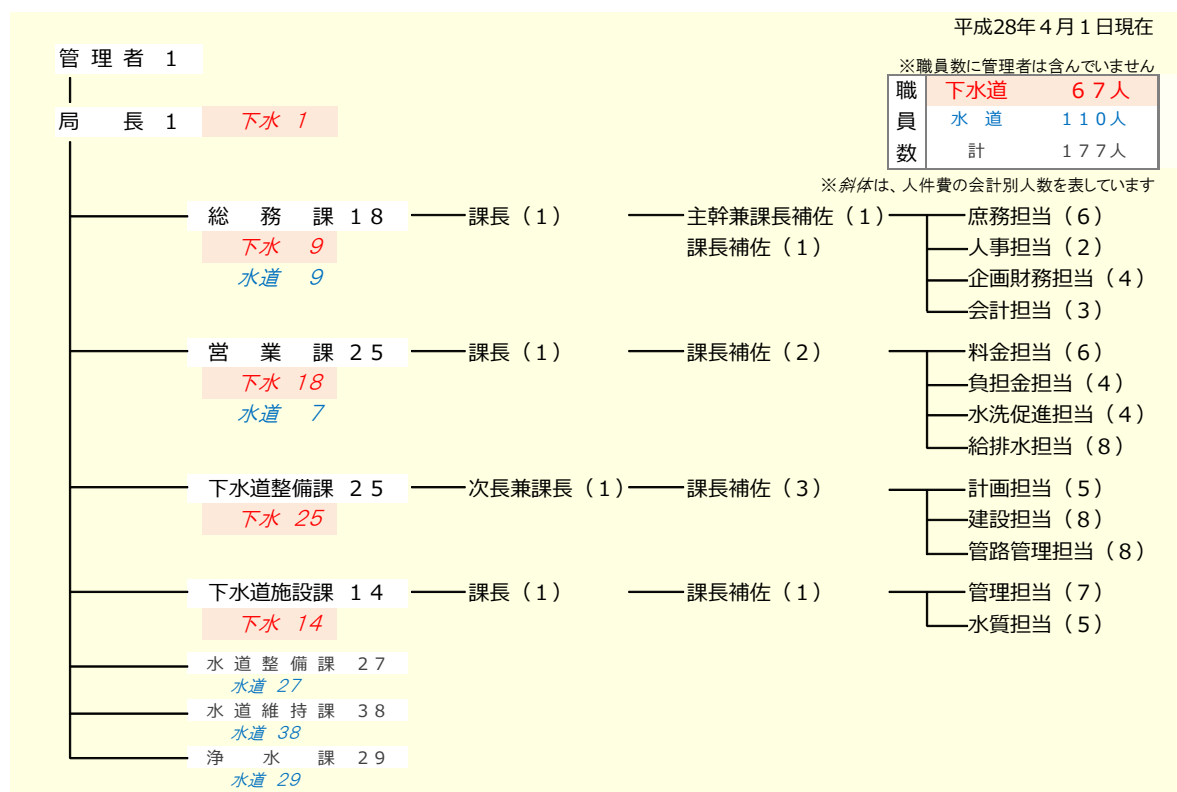 平成28年４月１日現在
管 理 者 １
※職員数に管理者は含んでいません
局 長 1 下水 1
職 下水道 ６７人
員 水 道 １１０人
数 計 １７７人
※斜体は、人件費の会計別人数を表しています
総 務 課 １８ 課長（１） 主幹兼課長補佐（１） 庶務担当（６）
下水 9 課長補佐（１） 人事担当（２）
水道 9 企画財務担当（４）
会計担当（３）
営 業 課 ２５ 課長（１） 課長補佐（２） 料金担当（６）
下水 18 負担金担当（４）
水道 7 水洗促進担当（４）
給排水担当（８）
下水道整備課 ２５ 次長兼課長（１） 課長補佐（３） 計画担当（５）
下水 25 建設担当（８）
管路管理担当（８）
下水道施設課 １４ 課長（１） 課長補佐（１） 管理担当（７）
下水 14 水質担当（５）
水 道 整 備 課 ２７
水道 27
水 道 維 持 課 ３８
水道 38
浄 水 課 ２９
水道 29